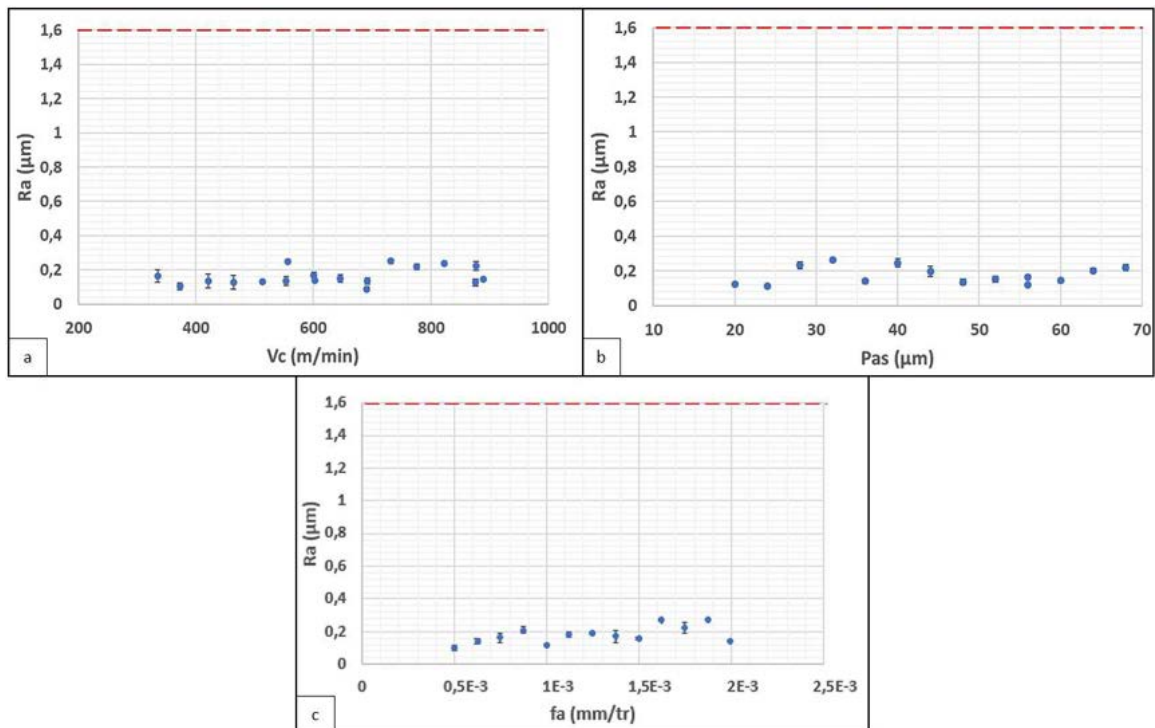 1,6
1,4
1,2
1
0,8
0,6
0,4
0,2
0
Ra (µm)
200 400 600 800 1000
Vc (m/min)
a
1,6
1,4
1,2
1
0,8
0,6
0,4
0,2
0
Ra (µm)
10 20 30 40 50 60 70
Pas (µm)
b
1,6
1,4
1,2
1
0,8
0,6
0,4
0,2
0
Ra (µm)
0 0,5E-3 1E-3 1,5E-3 2E-3 2,5E-3
fa (mm/tr)
c